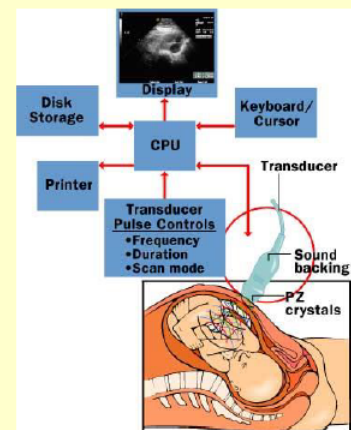 Display
Disk
Storage
Keyboard/
Cursor
CPU
Transducer
Printer
Transducer
Pulse Controls
•Frequency
•Duration
•Scan mode
Sound
backing
PZ
crystals